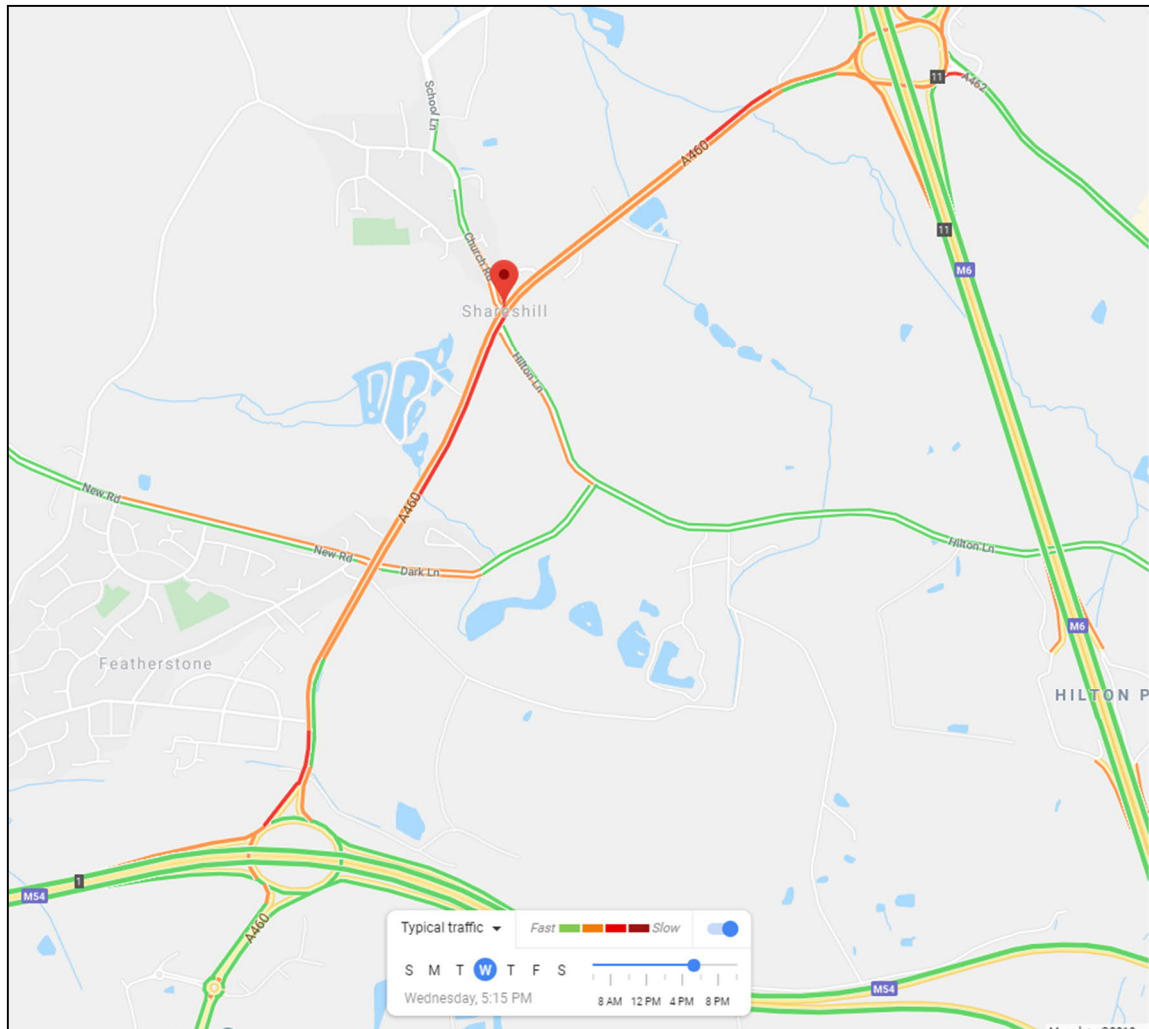 School Ln
11
A462
A460
11
M6
Church Rd
Shareshill
Hilton Ln
New Rd
A460
New Rd
Dark Ln
Hilton Ln
M6
Featherstone
HILTON P
1
M54
A460
Typical traffic
Fast
Slow
S M T W T F S
Wednesday, 5:15 PM
8 AM 12 PM 4 PM 8 PM
M54